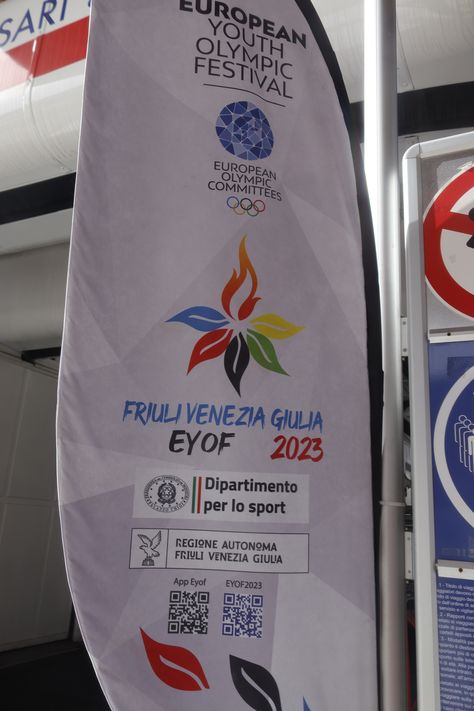 SARI
EUROPEAN
YOUTH
OLYMPIC
FESTIVAL
EUROPEAN
OLYMPIC
COMMITTEES
FRIULI VENEZIA GIULIA
EYOF 2023
Dipartimento
per lo sport
REGIONE AUTONOMA
FRIULI VENEZIA GIULIA
App Eyof EYOF2023